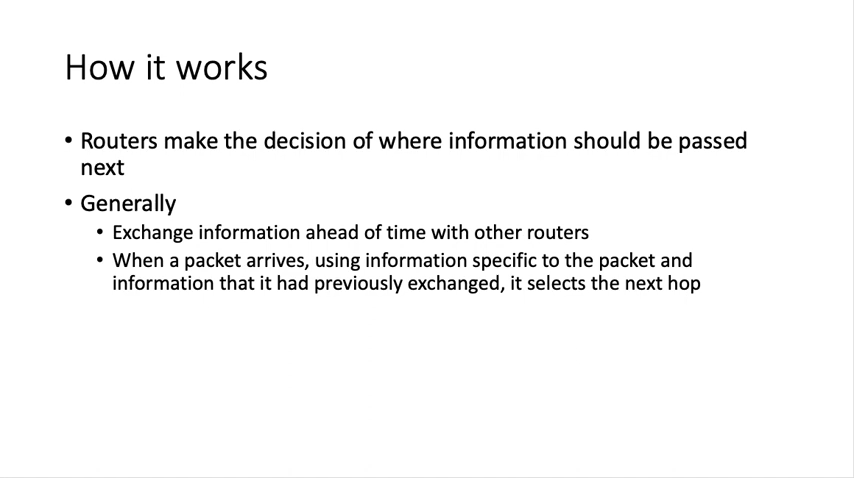 How it works
• Routers make the decision of where information should be passed
next
• Generally
• Exchange information ahead of time with other routers
• When a packet arrives, using information specific to the packet and
information that it had previously exchanged, it selects the next hop